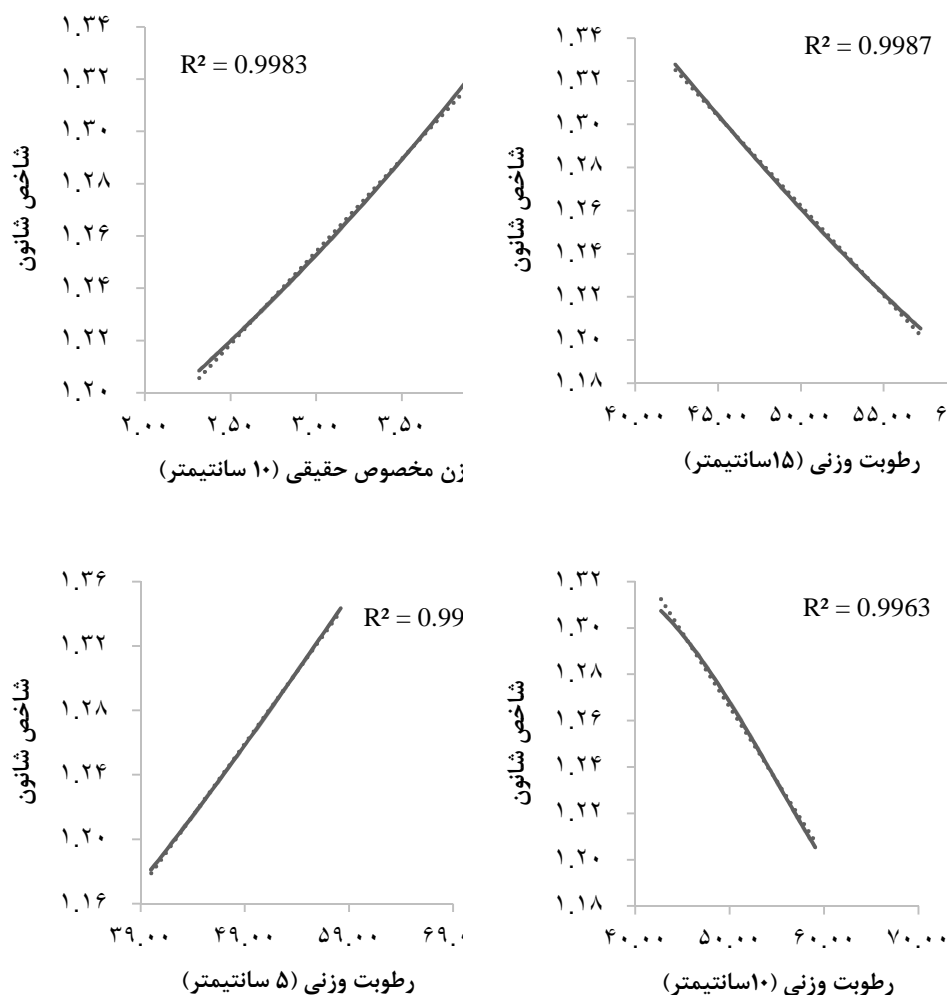 ۱.۳۴
۱.۳۲
۱.۳۰
۱.۲۸
۱.۲۶
۱.۲۴
۱.۲۲
۱.۲۰
شاخص شانون
R² = 0.9983
۲.۰۰ ۲.۵۰ ۳.۰۰ ۳.۵۰
زن مخصوص حقیقی (۱۰ سانتیمتر)
۱.۳۴
۱.۳۲
۱.۳۰
۱.۲۸
۱.۲۶
۱.۲۴
۱.۲۲
۱.۲۰
۱.۱۸
شاخص شانون
R² = 0.9987
۴۰.۰۰ ۴۵.۰۰ ۵۰.۰۰ ۵۵.۰۰ ۶
رطوبت وزنی (۱۵سانتیمتر)
۱.۳۶
۱.۳۲
۱.۲۸
۱.۲۴
۱.۲۰
۱.۱۶
شاخص شانون
R² = 0.99
۳۹.۰۰ ۴۹.۰۰ ۵۹.۰۰ ۶۹.۰
رطوبت وزنی (۵ سانتیمتر)
۱.۳۲
۱.۳۰
۱.۲۸
۱.۲۶
۱.۲۴
۱.۲۲
۱.۲۰
۱.۱۸
شاخص شانون
R² = 0.9963
۴۰.۰۰ ۵۰.۰۰ ۶۰.۰۰ ۷۰.۰۰
رطوبت وزنی (۱۰سانتیمتر)